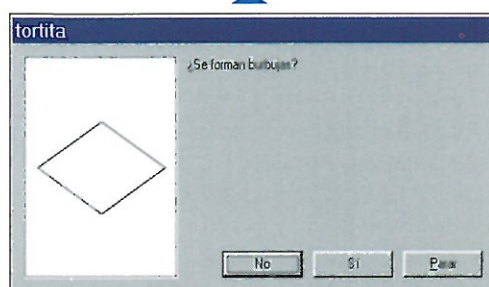 tortita
¿Se forman burbujas?
No
Sí
Parar